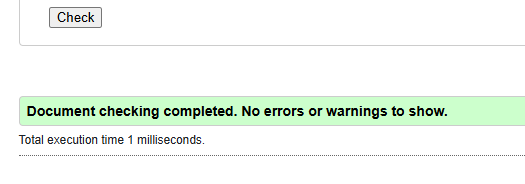 Check
Document checking completed. No errors or warnings to show.
Total execution time 1 milliseconds.